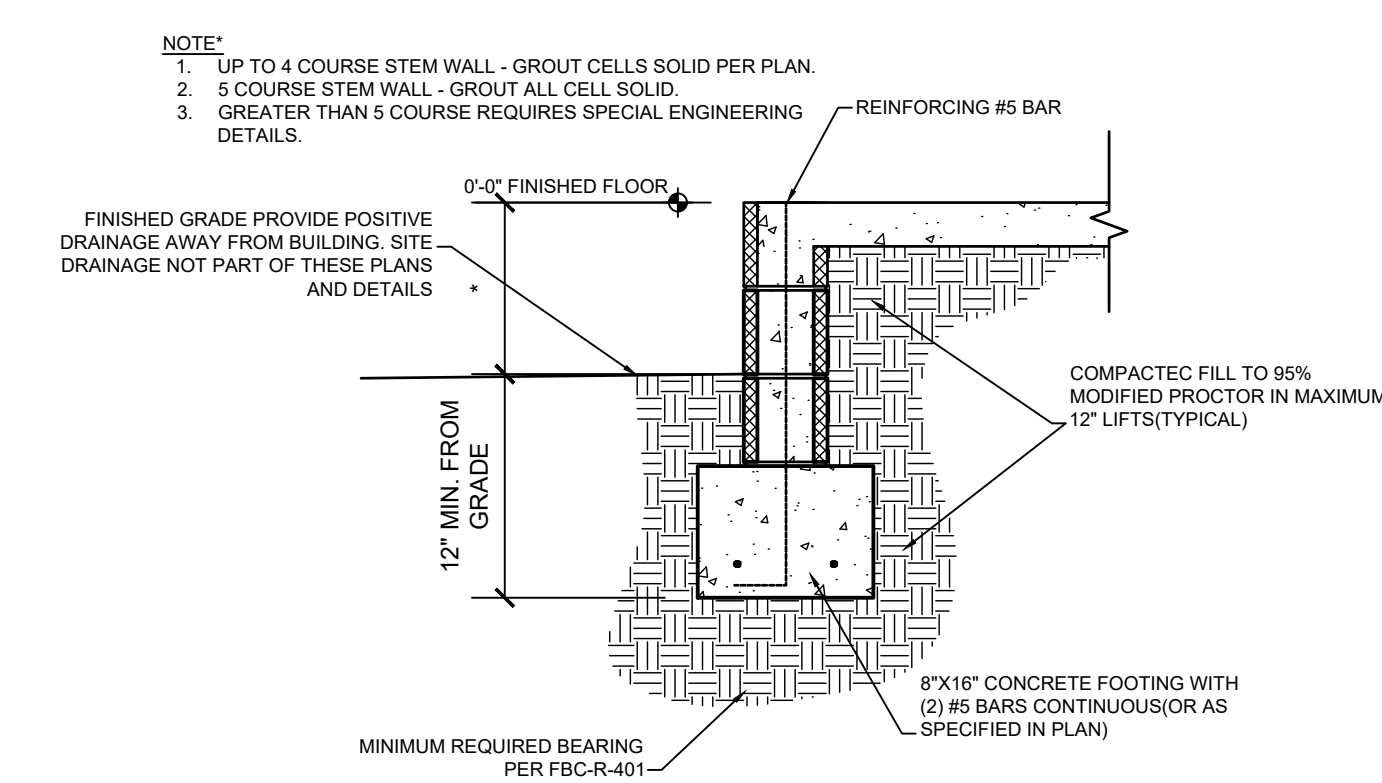 NOTE*
1. UP TO 4 COURSE STEM WALL - GROUT CELLS SOLID PER PLAN.
2. 5 COURSE STEM WALL - GROUT ALL CELL SOLID.
3. GREATER THAN 5 COURSE REQUIRES SPECIAL ENGINEERING
DETAILS.
REINFORCING #5 BAR
0'-0" FINISHED FLOOR
FINISHED GRADE PROVIDE POSITIVE
DRAINAGE AWAY FROM BUILDING. SITE
DRAINAGE NOT PART OF THESE PLANS
AND DETAILS
*
12" MIN. FROM
GRADE
COMPACTEC FILL TO 95%
MODIFIED PROCTOR IN MAXIMUM
12" LIFTS(TYPICAL)
8"X16" CONCRETE FOOTING WITH
(2) #5 BARS CONTINUOUS(OR AS
SPECIFIED IN PLAN)
MINIMUM REQUIRED BEARING
PER FBC-R-401